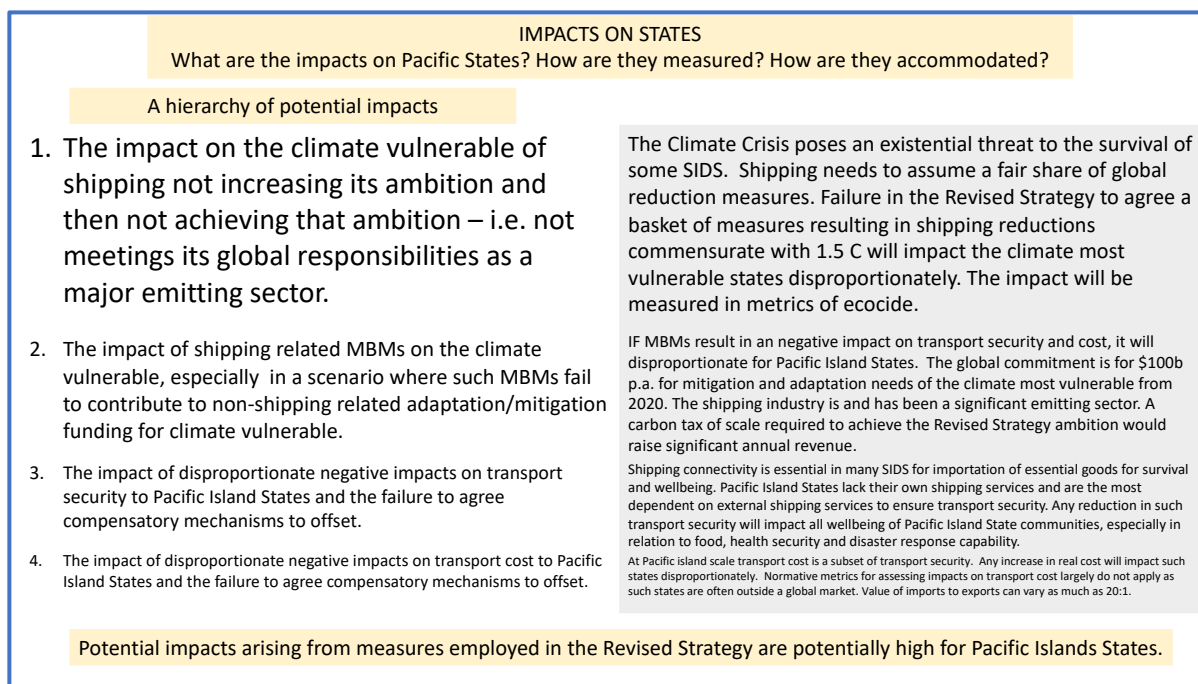 IMPACTS ON STATES
What are the impacts on Pacific States? How are they measured? How are they accommodated?
A hierarchy of potential impacts
1. The impact on the climate vulnerable of
shipping not increasing its ambition and
then not achieving that ambition – i.e. not
meetings its global responsibilities as a
major emitting sector.
2. The impact of shipping related MBMs on the climate
vulnerable, especially in a scenario where such MBMs fail
to contribute to non-shipping related adaptation/mitigation
funding for climate vulnerable.
3. The impact of disproportionate negative impacts on transport
security to Pacific Island States and the failure to agree
compensatory mechanisms to offset.
4. The impact of disproportionate negative impacts on transport cost to Pacific
Island States and the failure to agree compensatory mechanisms to offset.
The Climate Crisis poses an existential threat to the survival of
some SIDS. Shipping needs to assume a fair share of global
reduction measures. Failure in the Revised Strategy to agree a
basket of measures resulting in shipping reductions
commensurate with 1.5 C will impact the climate most
vulnerable states disproportionately. The impact will be
measured in metrics of ecocide.
IF MBMs result in an negative impact on transport security and cost, it will
disproportionate for Pacific Island States. The global commitment is for $100b
p.a. for mitigation and adaptation needs of the climate most vulnerable from
2020. The shipping industry is and has been a significant emitting sector. A
carbon tax of scale required to achieve the Revised Strategy ambition would
raise significant annual revenue.
Shipping connectivity is essential in many SIDS for importation of essential goods for survival
and wellbeing. Pacific Island States lack their own shipping services and are the most
dependent on external shipping services to ensure transport security. Any reduction in such
transport security will impact all wellbeing of Pacific Island State communities, especially in
relation to food, health security and disaster response capability.
At Pacific island scale transport cost is a subset of transport security. Any increase in real cost will impact such
states disproportionately. Normative metrics for assessing impacts on transport cost largely do not apply as
such states are often outside a global market. Value of imports to exports can vary as much as 20:1.
Potential impacts arising from measures employed in the Revised Strategy are potentially high for Pacific Islands States.